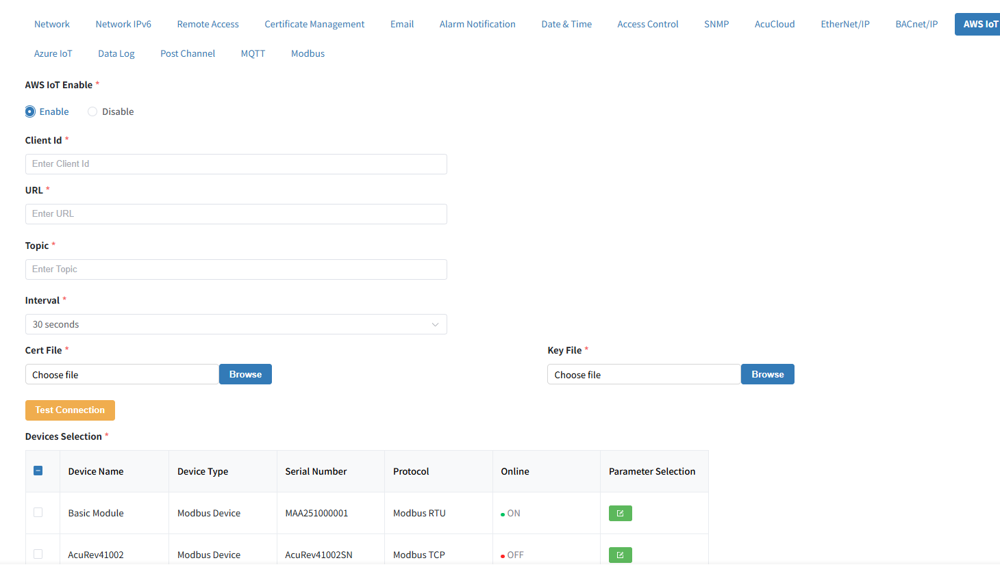 Network Network IPv6 Remote Access Certificate Management Email Alarm Notification Date & Time Access Control SNMP AcuCloud EtherNet/IP BACnet/IP AWS IoT
Azure IoT Data Log Post Channel MQTT Modbus
AWS IoT Enable *
Enable Disable
Client Id *
Enter Client Id
URL *
Enter URL
Topic *
Enter Topic
Interval *
30 seconds
Cert File * Key File *
Choose file Browse Choose file Browse
Test Connection
Devices Selection *
Device Name Device Type Serial Number Protocol Online Parameter Selection
Basic Module Modbus Device MAA251000001 Modbus RTU ON
AcuRev41002 Modbus Device AcuRev41002SN Modbus TCP OFF